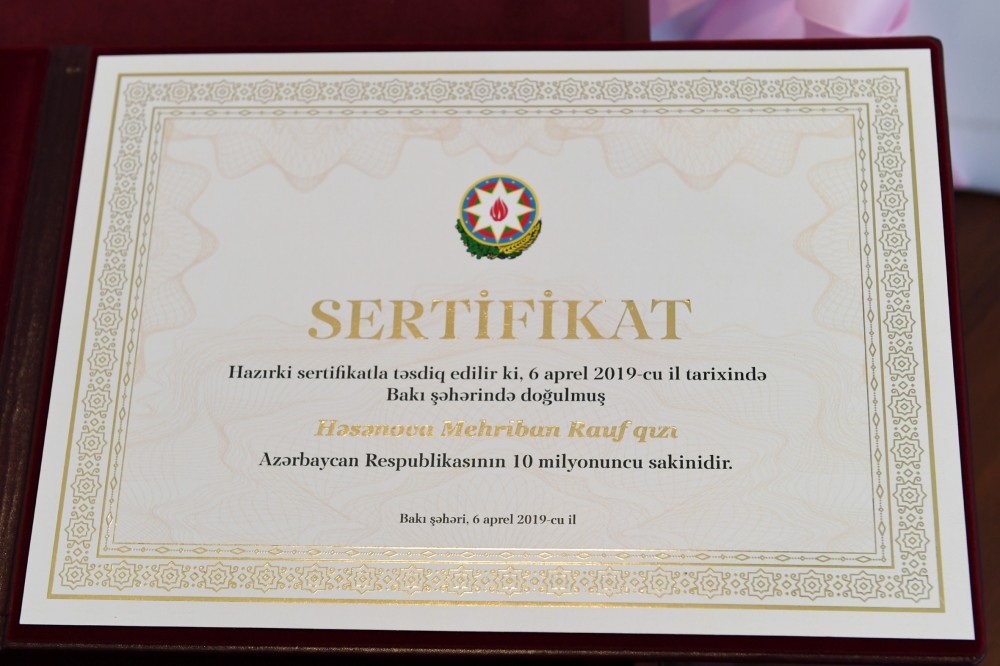 SERTİFİKAT
Hazırki sertifikatla təsdiq edilir ki, 6 aprel 2019-cu il tarixində
Bakı şəhərində doğulmuş
Həsənova Mehriban Rauf qızı
Azərbaycan Respublikasının 10 milyonuncu sakinidir.
Bakı şəhəri, 6 aprel 2019-cu il